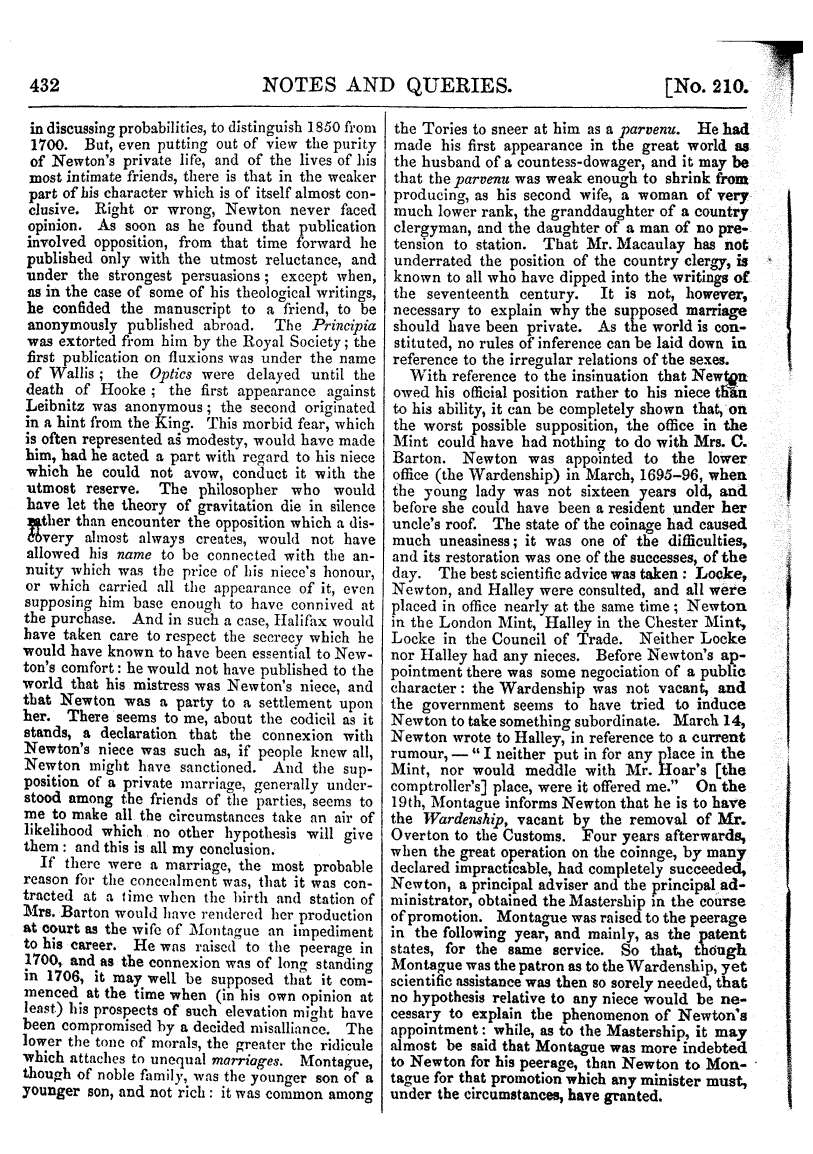 432 NOTES AND QUERIES. [No. 210.
in discussing probabilities, to distinguish 1850 from
1700. But, even putting out of view the purity
of Newton's private life, and of the lives of his
most intimate friends, there is that in the weaker
part of his character which is of itself almost con-
clusive. Right or wrong, Newton never faced
opinion. As soon as he found that publication
involved opposition, from that time forward he
published only with the utmost reluctance, and
under the strongest persuasions; except when,
as in the case of some of his theological writings,
he confided the manuscript to a friend, to be
anonymously published abroad. The Principia
was extorted from him by the Royal Society; the
first publication on fluxions was under the name
of Wallis; the Optics were delayed until the
death of Hooke; the first appearance against
Leibnitz was anonymous; the second originated
in a hint from the King. This morbid fear, which
is often represented as modesty, would have made
him, had he acted a part with regard to his niece
which he could not avow, conduct it with the
utmost reserve. The philosopher who would
have let the theory of gravitation die in silence
rather than encounter the opposition which a dis-
covery almost always creates, would not have
allowed his name to be connected with the an-
nuity which was the price of his niece's honour,
or which carried all the appearance of it, even
supposing him base enough to have connived at
the purchase. And in such a case, Halifax would
have taken care to respect the secrecy which he
would have known to have been essential to New-
ton's comfort: he would not have published to the
world that his mistress was Newton's niece, and
that Newton was a party to a settlement upon
her. There seems to me, about the codicil as it
stands, a declaration that the connexion with
Newton's niece was such as, if people knew all,
Newton might have sanctioned. And the sup-
position of a private marriage, generally under-
stood among the friends of the parties, seems to
me to make all the circumstances take an air of
likelihood which no other hypothesis will give
them: and this is all my conclusion.
If there were a marriage, the most probable
reason for the concealment was, that it was con-
tracted at a time when the birth and station of
Mrs. Barton would have rendered her production
at court as the wife of Montague an impediment
to his career. He was raised to the peerage in
1700, and as the connexion was of long standing
in 1706, it may well be supposed that it com-
menced at the time when (in his own opinion at
least) his prospects of such elevation might have
been compromised by a decided misalliance. The
lower the tone of morals, the greater the ridicule
which attaches to unequal marriages. Montague,
though of noble family, was the younger son of a
younger son, and not rich: it was common among
the Tories to sneer at him as a parvenu. He had
made his first appearance in the great world as
the husband of a countess-dowager, and it may be
that the parvenu was weak enough to shrink from
producing, as his second wife, a woman of very
much lower rank, the granddaughter of a country
clergyman, and the daughter of a man of no pre-
tension to station. That Mr. Macaulay has not
underrated the position of the country clergy, is
known to all who have dipped into the writings of
the seventeenth century. It is not, however,
necessary to explain why the supposed marriage
should have been private. As the world is con-
stituted, no rules of inference can be laid down in
reference to the irregular relations of the sexes.
With reference to the insinuation that Newton
owed his official position rather to his niece than
to his ability, it can be completely shown that, on
the worst possible supposition, the office in the
Mint could have had nothing to do with Mrs. C.
Barton. Newton was appointed to the lower
office (the Wardenship) in March, 1695-96, when
the young lady was not sixteen years old, and
before she could have been a resident under her
uncle's roof. The state of the coinage had caused
much uneasiness; it was one of the difficulties,
and its restoration was one of the successes, of the
day. The best scientific advice was taken: Locke,
Newton, and Halley were consulted, and all were
placed in office nearly at the same time; Newton
in the London Mint, Halley in the Chester Mint,
Locke in the Council of Trade. Neither Locke
nor Halley had any nieces. Before Newton's ap-
pointment there was some negociation of a public
character: the Wardenship was not vacant, and
the government seems to have tried to induce
Newton to take something subordinate. March 14,
Newton wrote to Halley, in reference to a current
rumour, — "I neither put in for any place in the
Mint, nor would meddle with Mr. Hoar's [the
comptroller's] place, were it offered me." On the
19th, Montague informs Newton that he is to have
the Wardenship, vacant by the removal of Mr.
Overton to the Customs. Four years afterwards,
when the great operation on the coinage, by many
declared impracticable, had completely succeeded,
Newton, a principal adviser and the principal ad-
ministrator, obtained the Mastership in the course
of promotion. Montague was raised to the peerage
in the following year, and mainly, as the patent
states, for the same service. So that, though
Montague was the patron as to the Wardenship, yet
scientific assistance was then so sorely needed, that
no hypothesis relative to any niece would be ne-
cessary to explain the phenomenon of Newton's
appointment: while, as to the Mastership, it may
almost be said that Montague was more indebted
to Newton for his peerage, than Newton to Mon-
tague for that promotion which any minister must,
under the circumstances, have granted.